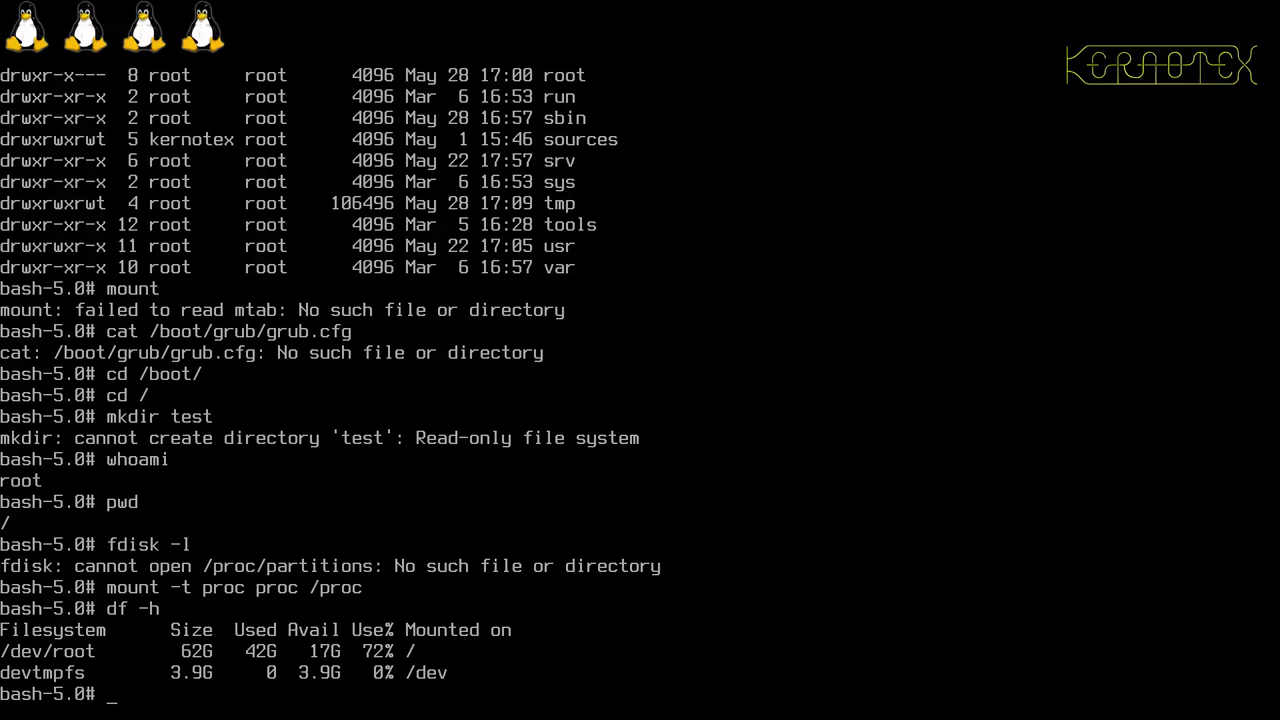 KERNOTEX
drwxr-x---  8 root     root       4096 May 28 17:00 root
drwxr-xr-x  2 root     root       4096 Mar  6 16:53 run
drwxr-xr-x  2 root     root       4096 May 28 16:57 sbin
drwxrwxrwt  5 kernotex root       4096 May  1 15:46 sources
drwxr-xr-x  6 root     root       4096 May 22 17:57 srv
drwxr-xr-x  2 root     root       4096 Mar  6 16:53 sys
drwxrwxrwt  4 root     root     106496 May 28 17:09 tmp
drwxr-xr-x 12 root     root       4096 Mar  5 16:28 tools
drwxrwxr-x 11 root     root       4096 May 22 17:05 usr
drwxr-xr-x 10 root     root       4096 Mar  6 16:57 var
bash-5.0# mount
mount: failed to read mtab: No such file or directory
bash-5.0# cat /boot/grub/grub.cfg
cat: /boot/grub/grub.cfg: No such file or directory
bash-5.0# cd /boot/
bash-5.0# cd /
bash-5.0# mkdir test
mkdir: cannot create directory 'test': Read-only file system
bash-5.0# whoami
root
bash-5.0# pwd
/
bash-5.0# fdisk -l
fdisk: cannot open /proc/partitions: No such file or directory
bash-5.0# mount -t proc proc /proc
bash-5.0# df -h
Filesystem      Size  Used Avail Use% Mounted on
/dev/root        62G   42G   17G  72% /
devtmpfs        3.9G     0  3.9G   0% /dev
bash-5.0# _